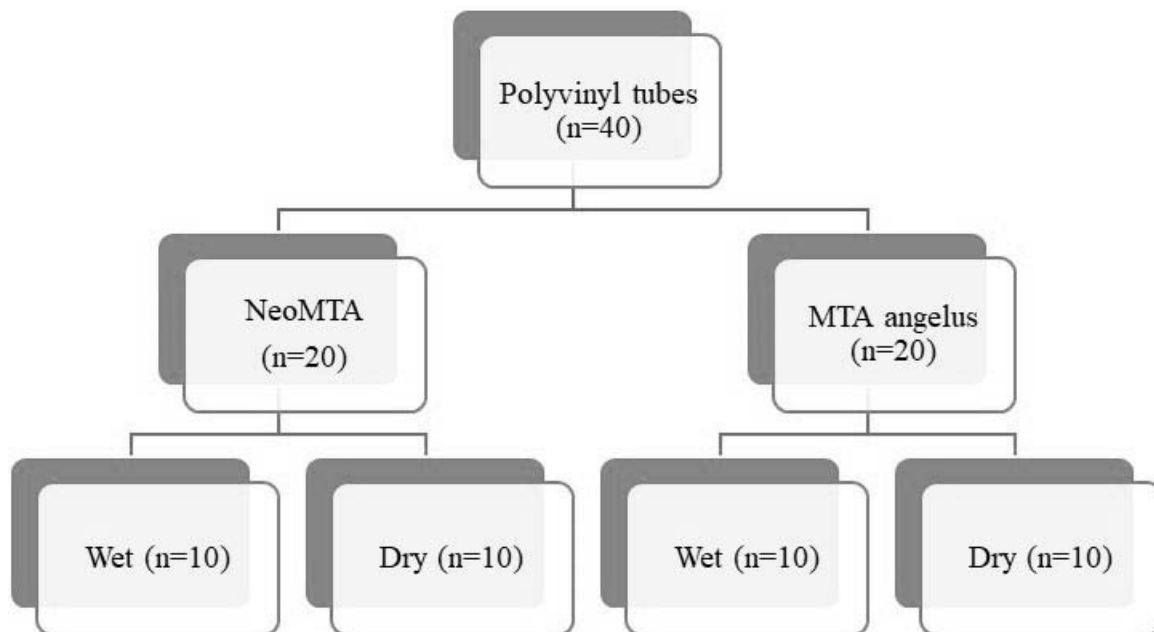 Polyvinyl tubes
(n=40)
NeoMTA
(n=20)
MTA angelus
(n=20)
Wet (n=10)
Dry (n=10)
Wet (n=10)
Dry (n=10)